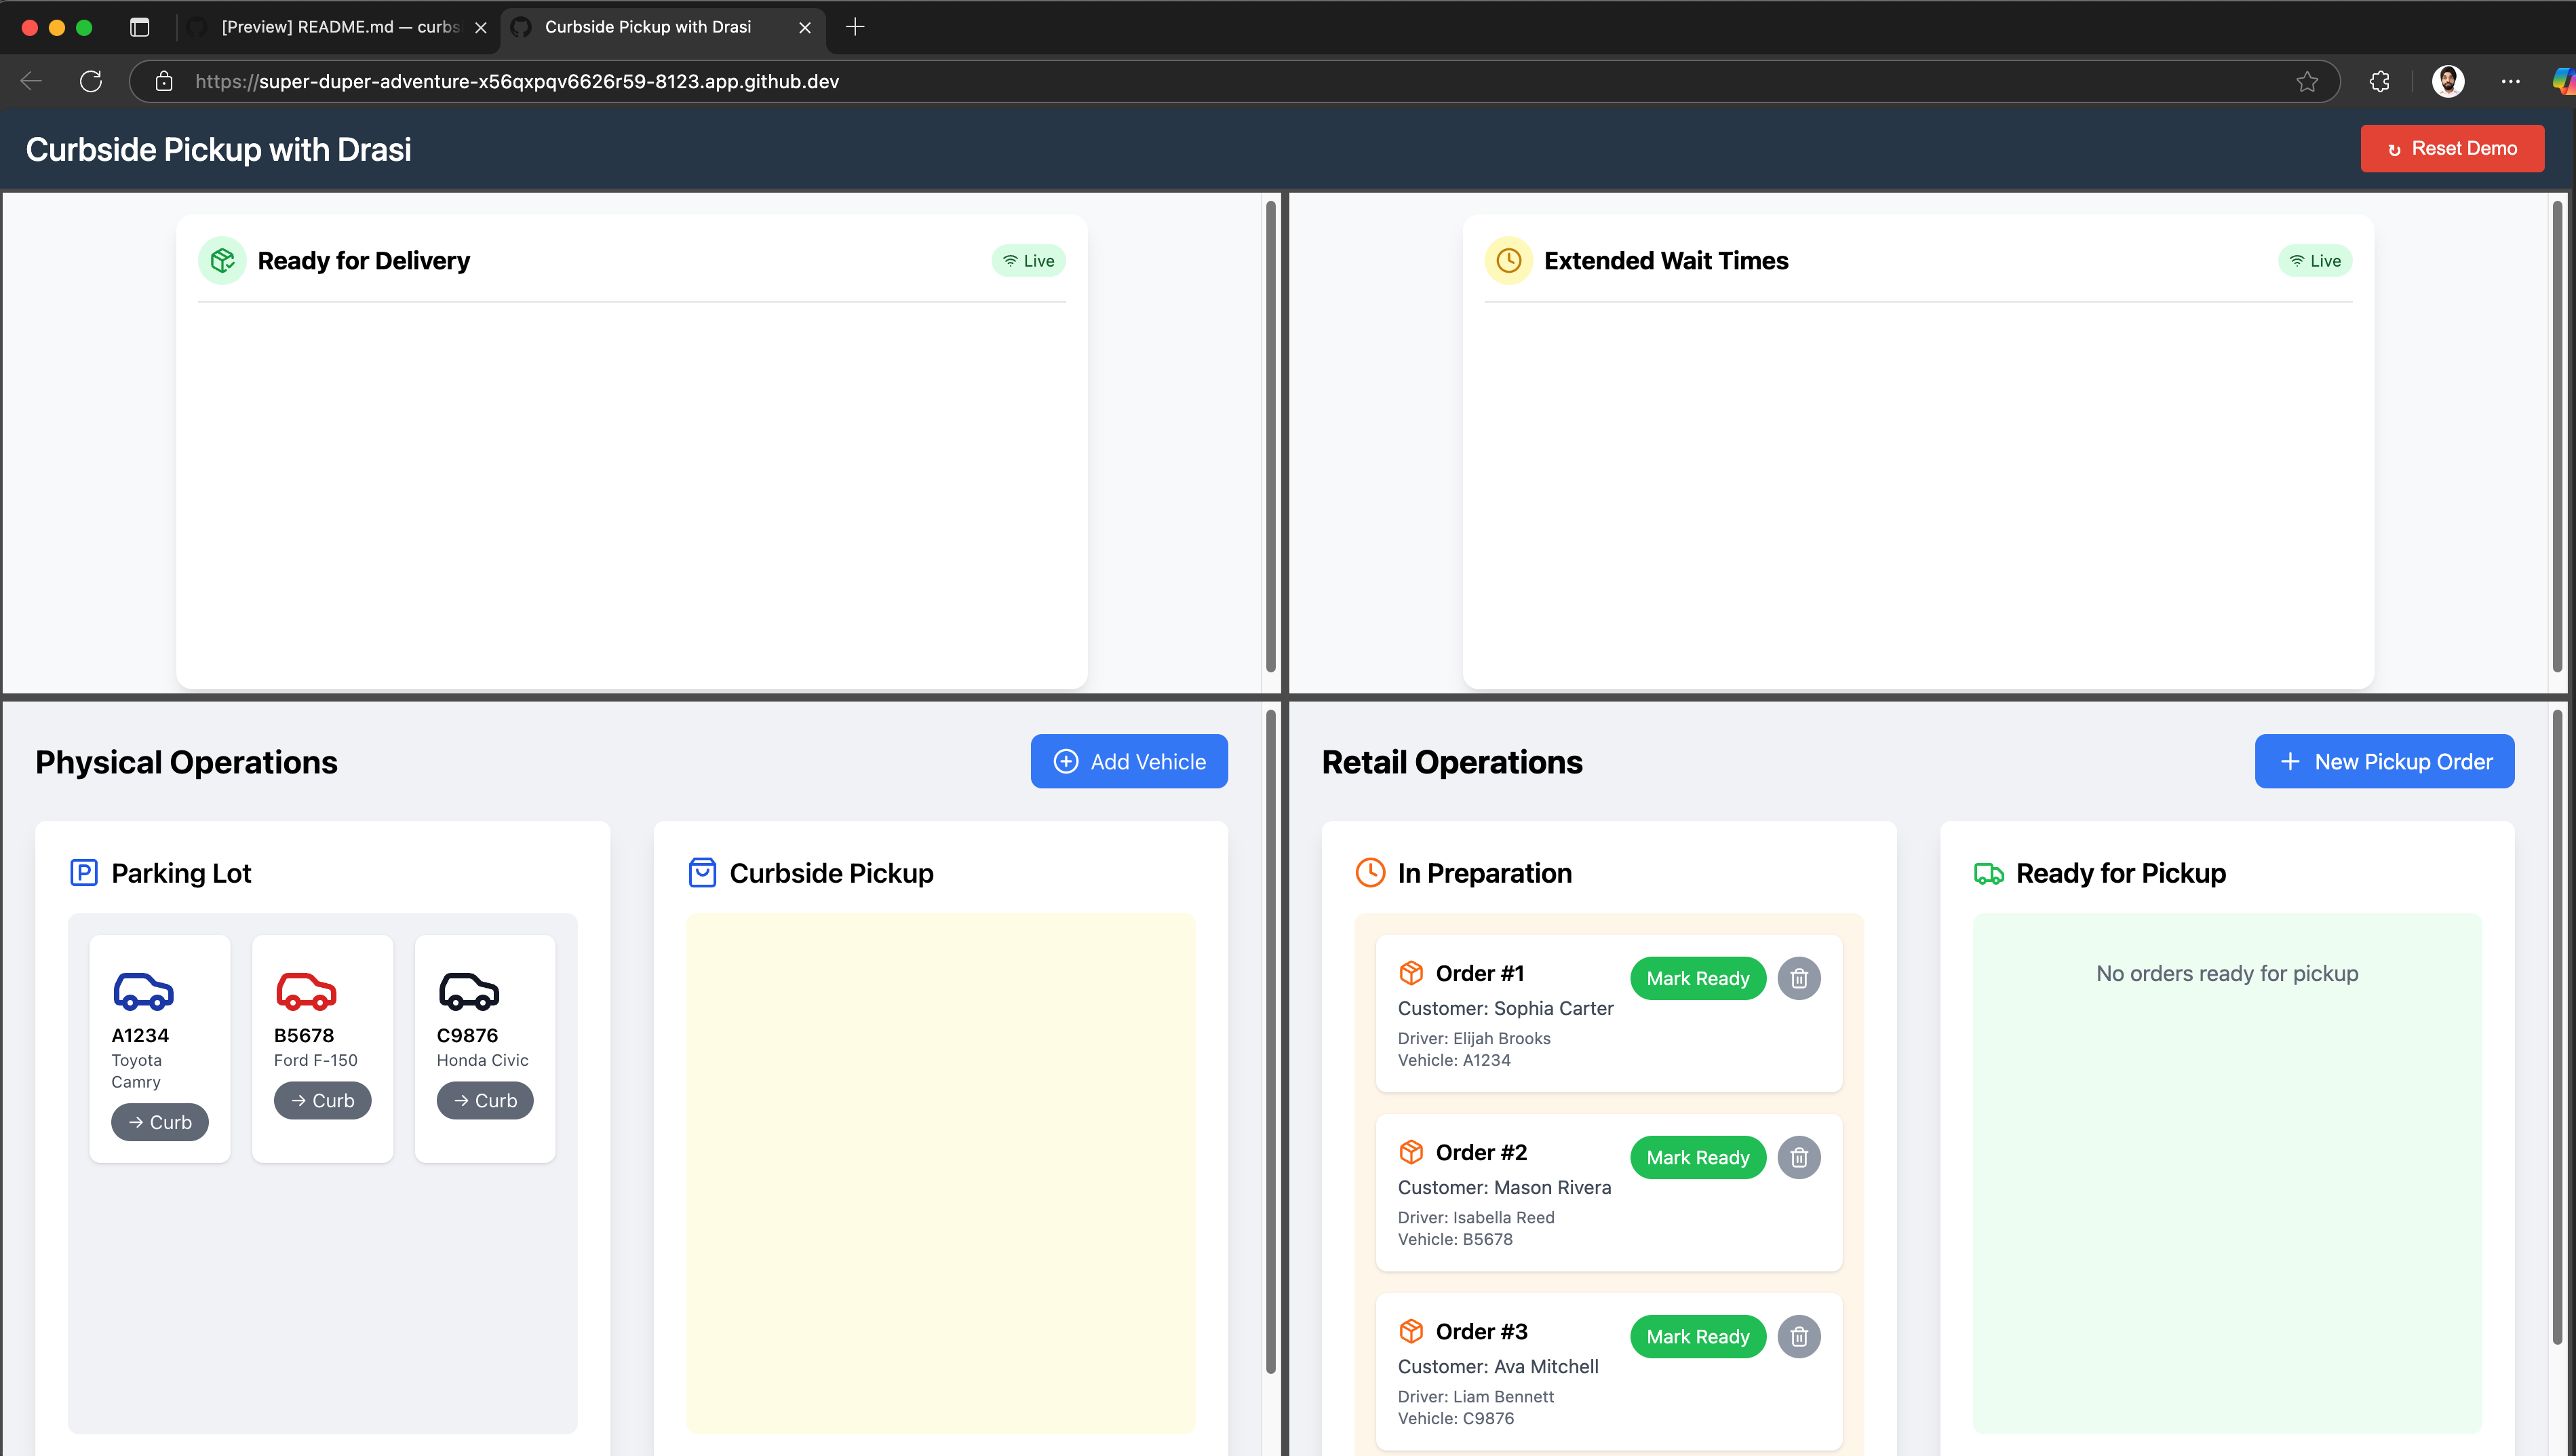 [Preview] README.md — curbs
Curbside Pickup with Drasi
https://super-duper-adventure-x56qxpqv6626r59-8123.app.github.dev
Curbside Pickup with Drasi
Reset Demo
Ready for Delivery
Live
Extended Wait Times
Live
Physical Operations
Add Vehicle
Parking Lot
A1234
Toyota
Camry
→ Curb
B5678
Ford F-150
→ Curb
C9876
Honda Civic
→ Curb
Curbside Pickup
Retail Operations
New Pickup Order
In Preparation
Order #1
Mark Ready
Customer: Sophia Carter
Driver: Elijah Brooks
Vehicle: A1234
Order #2
Mark Ready
Customer: Mason Rivera
Driver: Isabella Reed
Vehicle: B5678
Order #3
Mark Ready
Customer: Ava Mitchell
Driver: Liam Bennett
Vehicle: C9876
Ready for Pickup
No orders ready for pickup